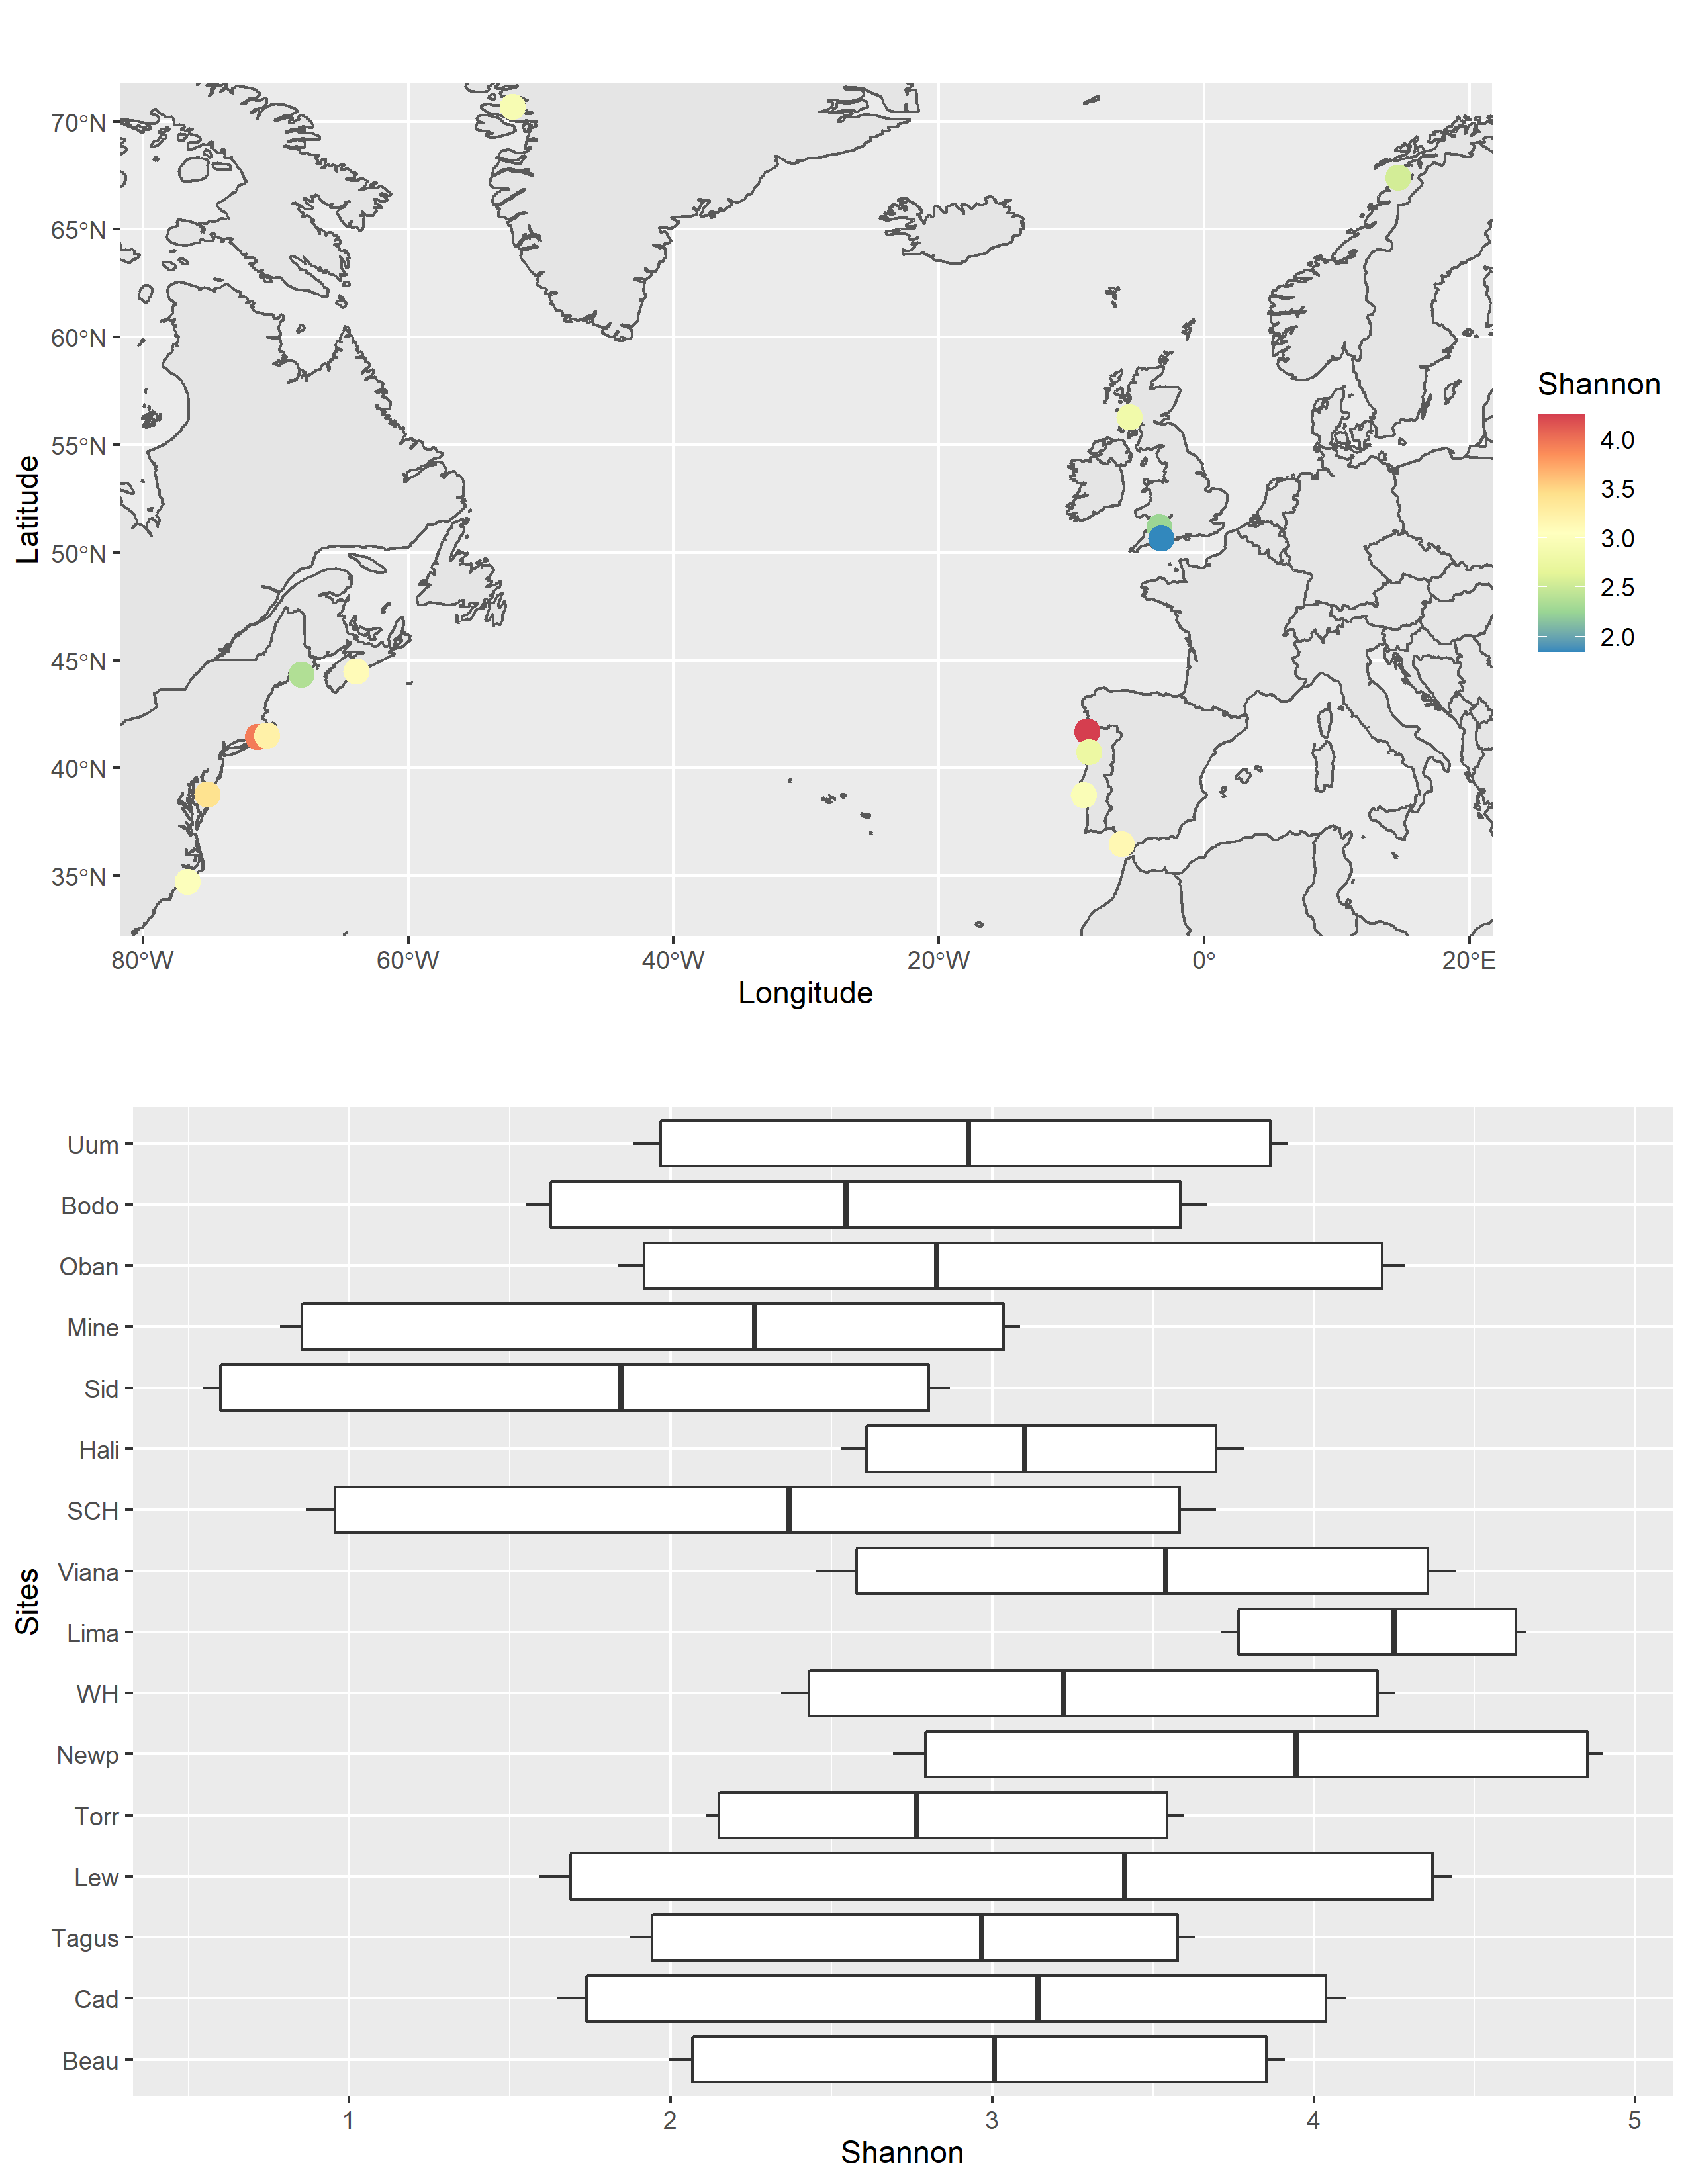 70°N
65°N
60°N
55°N
50°N
45°N
40°N
35°N
Latitude
80°W 60°W 40°W 20°W 0° 20°E
Longitude
Shannon
4.0
3.5
3.0
2.5
2.0
Uum
Bodo
Oban
Mine
Sid
Hali
SCH
Viana
Lima
WH
Newp
Torr
Lew
Tagus
Cad
Beau
Sites
1 2 3 4 5
Shannon